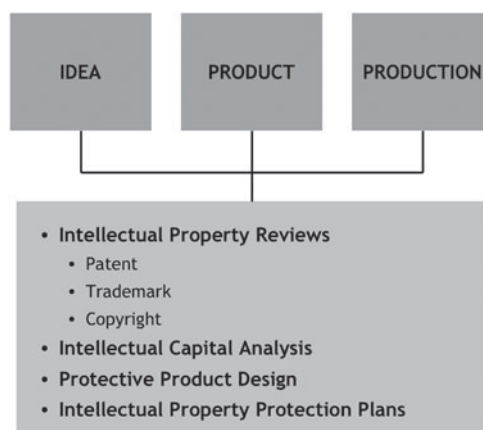 IDEA
PRODUCT
PRODUCTION
• Intellectual Property Reviews
• Patent
• Trademark
• Copyright
• Intellectual Capital Analysis
• Protective Product Design
• Intellectual Property Protection Plans